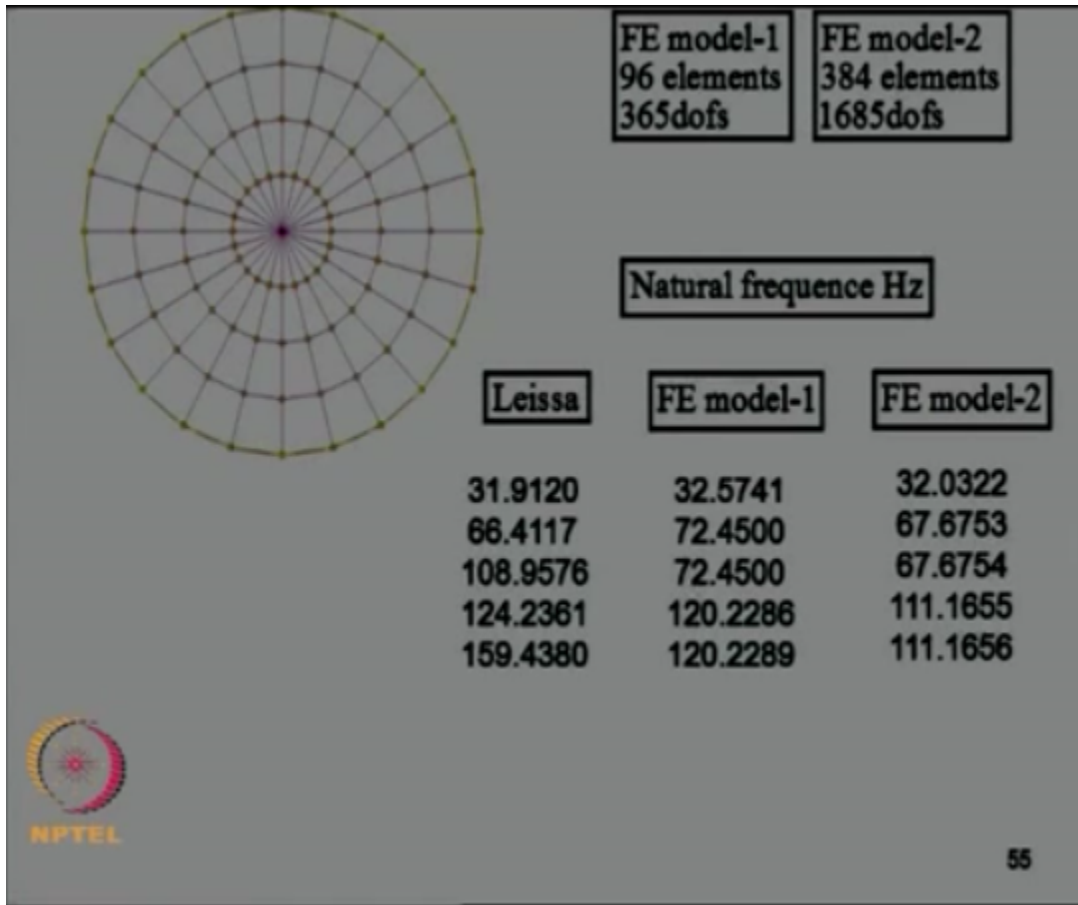 FE model-1
96 elements
365dofs
FE model-2
384 elements
1685dofs
Natural frequence Hz
Leissa FE model-1 FE model-2
31.9120 32.5741 32.0322
66.4117 72.4500 67.6753
108.9576 72.4500 67.6754
124.2361 120.2286 111.1655
159.4380 120.2289 111.1656
NPTEL
55